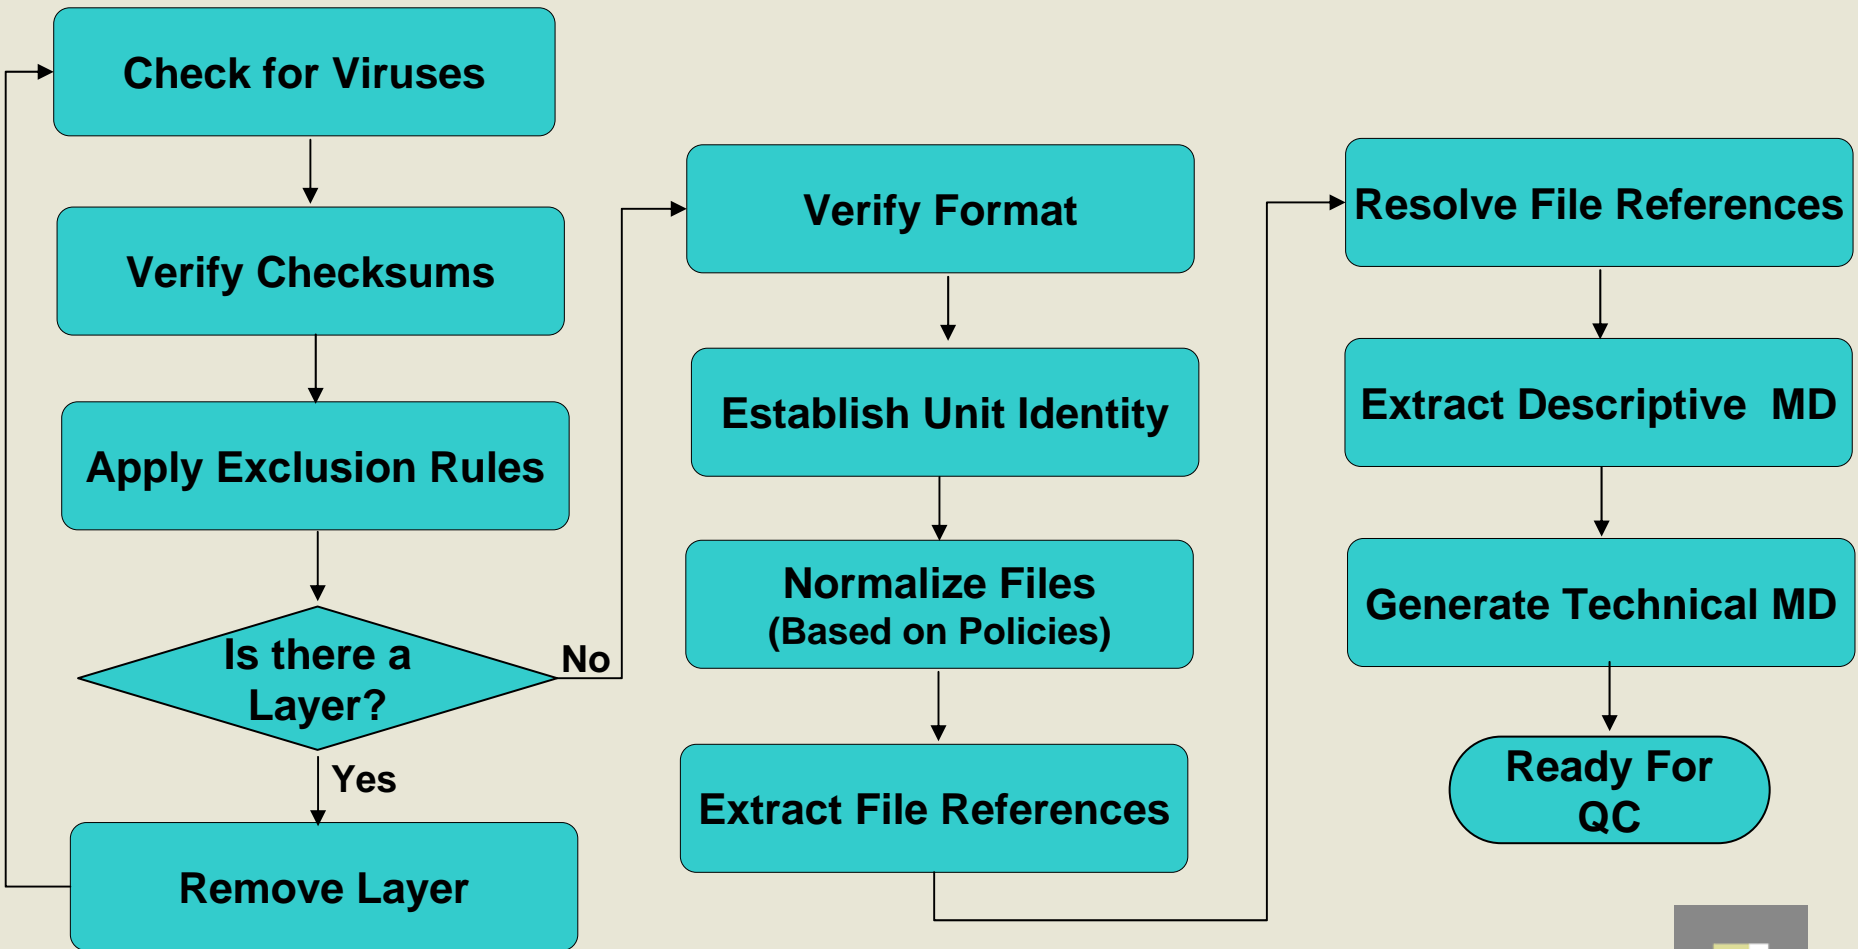 Check for Viruses
Verify Checksums
Apply Exclusion Rules
Is there a
Layer?
No
Yes
Remove Layer
Verify Format
Establish Unit Identity
Normalize Files
(Based on Policies)
Extract File References
Resolve File References
Extract Descriptive  MD
Generate Technical MD
Ready For
QC